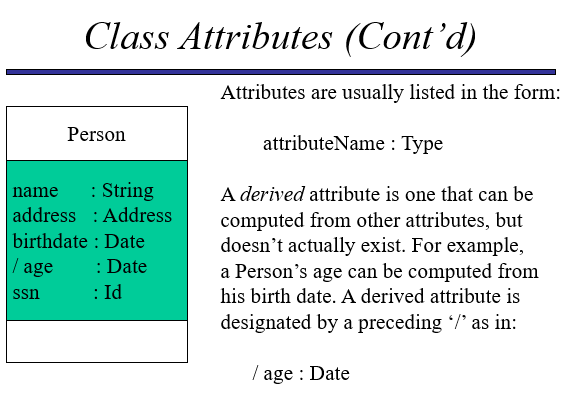 Class Attributes (Cont’d)
Person
name : String
address : Address
birthdate : Date
/ age : Date
ssn : Id
Attributes are usually listed in the form:
attributeName : Type
A derived attribute is one that can be
computed from other attributes, but
doesn’t actually exist. For example,
a Person’s age can be computed from
his birth date. A derived attribute is
designated by a preceding ‘/’ as in:
/ age : Date